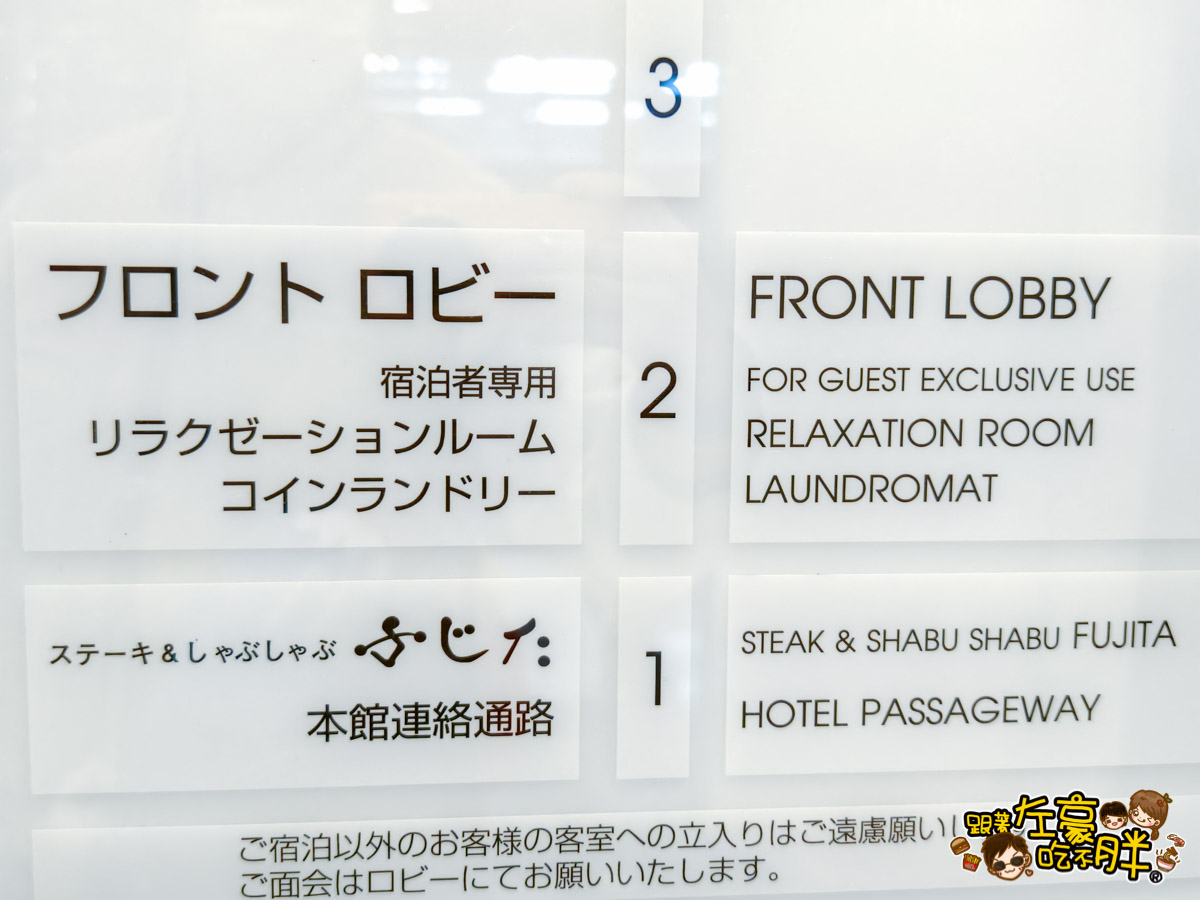 3
フロント ロビー
宿泊者専用
リラクゼーションルーム
コインランドリー
2
FRONT LOBBY
FOR GUEST EXCLUSIVE USE
RELAXATION ROOM
LAUNDROMAT
ステーキ&しゃぶしゃぶ ふじた
本館連絡通路
1
STEAK & SHABU SHABU FUJITA
HOTEL PASSAGEWAY
ご宿泊以外のお客様の客室への立入りはご遠慮願い
ご面会はロビーにてお願いいたします。
跟著左豪
吃不胖®